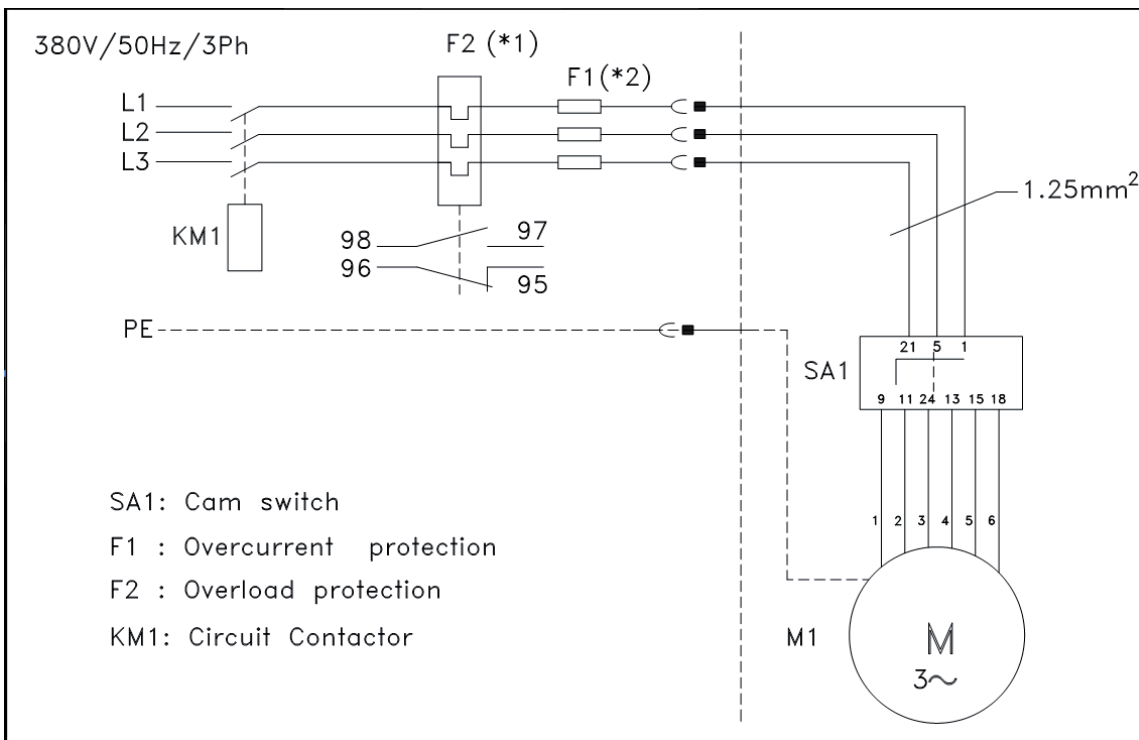 380V/50Hz/3Ph
F2 (*1)
F1(*2)
L1
L2
L3
1.25mm²
KM1
98
97
96
95
PE
21 5 1
SA1
9 11 24 13 15 18
SA1: Cam switch
1 2 3 4 5 6
F1 : Overcurrent protection
F2 : Overload protection
KM1: Circuit Contactor
M1
M
3~